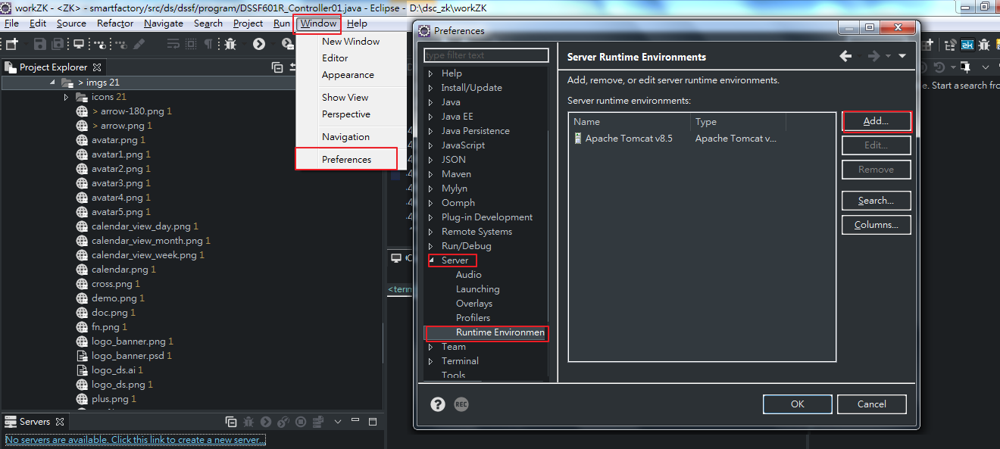 workZK - <ZK> - smartfactory/src/ds/dssf/program/DSSF601R_Controller01.java - Eclipse - D:\dsc_zk\workZK
File Edit Source Refactor Navigate Search Project Run Window Help
New Window
Editor
Appearance
Show View
Perspective
Navigation
Preferences
Project Explorer
> imgs 21
icons 21
> arrow-180.png 1
> arrow.png 1
avatar.png 1
avatar1.png 1
avatar2.png 1
avatar3.png 1
avatar4.png 1
avatar5.png 1
calendar_view_day.png 1
calendar_view_month.png 1
calendar_view_week.png 1
calendar.png 1
cross.png 1
demo.png 1
doc.png 1
fn.png 1
logo_banner.png 1
logo_banner.psd 1
logo_ds.ai 1
logo_ds.png 1
plus.png 1
Servers
No servers are available. Click this link to create a new server...
<term
Preferences
type filter text
Help
Install/Update
Java
Java EE
Java Persistence
JavaScript
JSON
Maven
Mylyn
Oomph
Plug-in Development
Remote Systems
Run/Debug
Server
Audio
Launching
Overlays
Profilers
Runtime Environmen
Team
Terminal
Tools
Server Runtime Environments
Add, remove, or edit server runtime environments.
Server runtime environments:
Name Type
Apache Tomcat v8.5 Apache Tomcat v...
Add...
Edit...
Remove
Search...
Columns...
REC
OK Cancel
zk
e. Start a search fro